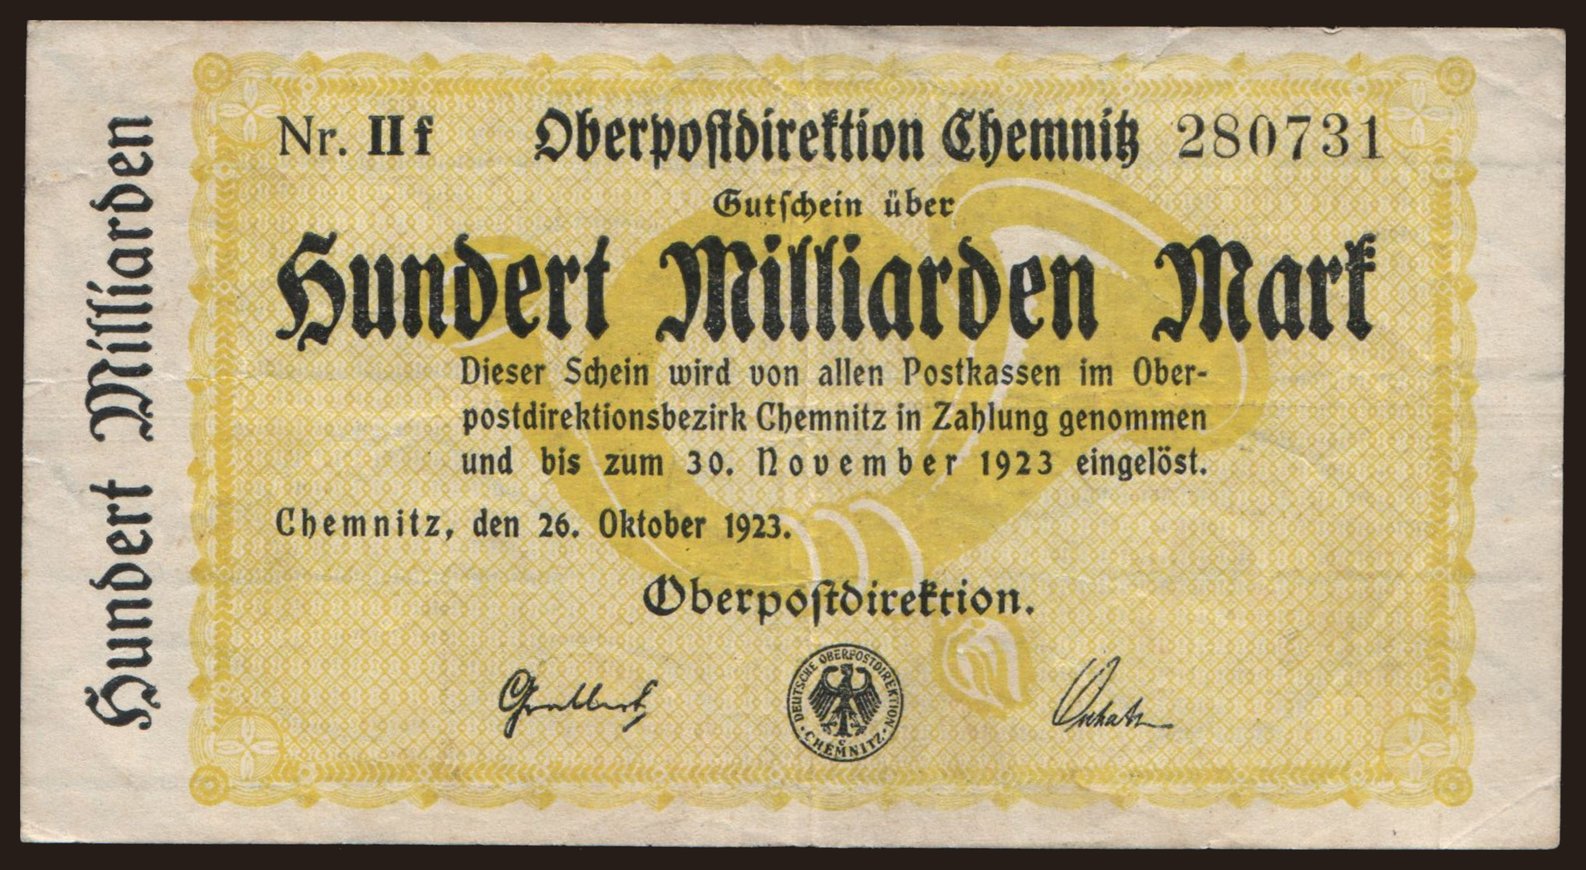 Hundert Milliarden
Nr. II f Oberpostdirektion Chemnitz 280731
Gutschein über
Hundert Milliarden Mark
Dieser Schein wird von allen Postkassen im Ober-
postdirektionsbezirk Chemnitz in Zahlung genommen
und bis zum 30. November 1923 eingelöst.
Chemnitz, den 26. Oktober 1923.
Oberpostdirektion.
DEUTSCHE OBERPOSTDIREKTION
C
CHEMNITZ